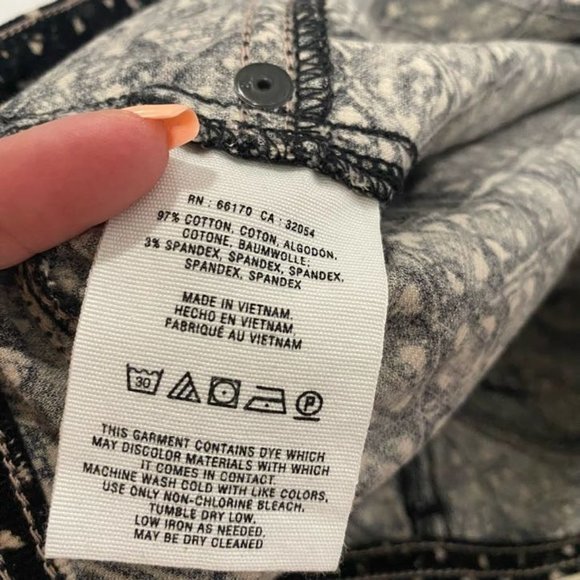 RN : 66170 CA : 32054
97% COTTON, COTON, ALGODÓN,
COTONE, BAUMWOLLE;
3% SPANDEX, SPANDEX, SPANDEX,
SPANDEX, SPANDEX
MADE IN VIETNAM.
HECHO EN VIETNAM.
FABRIQUÉ AU VIETNAM
30 P
THIS GARMENT CONTAINS DYE WHICH
MAY DISCOLOR MATERIALS WITH WHICH
IT COMES IN CONTACT.
MACHINE WASH COLD WITH LIKE COLORS,
USE ONLY NON-CHLORINE BLEACH,
TUMBLE DRY LOW,
LOW IRON AS NEEDED,
MAY BE DRY CLEANED